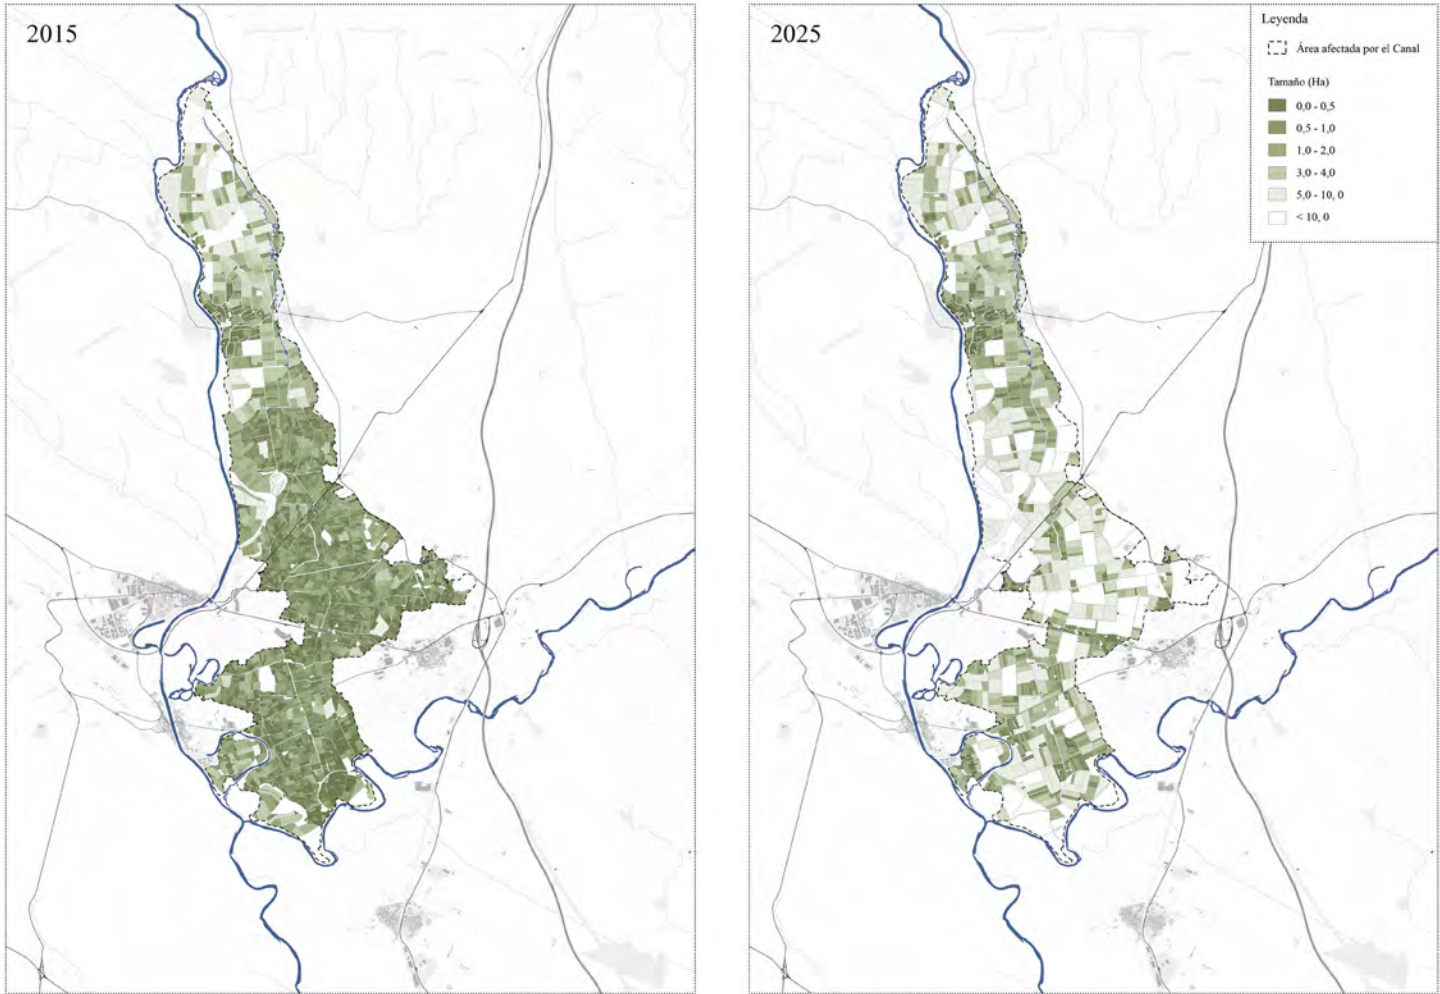 2015
2025
Leyenda
Área afectada por el Canal
Tamaño (Ha)
0,0 - 0,5
0,5 - 1,0
1,0 - 2,0
3,0 - 4,0
5,0 - 10, 0
< 10, 0